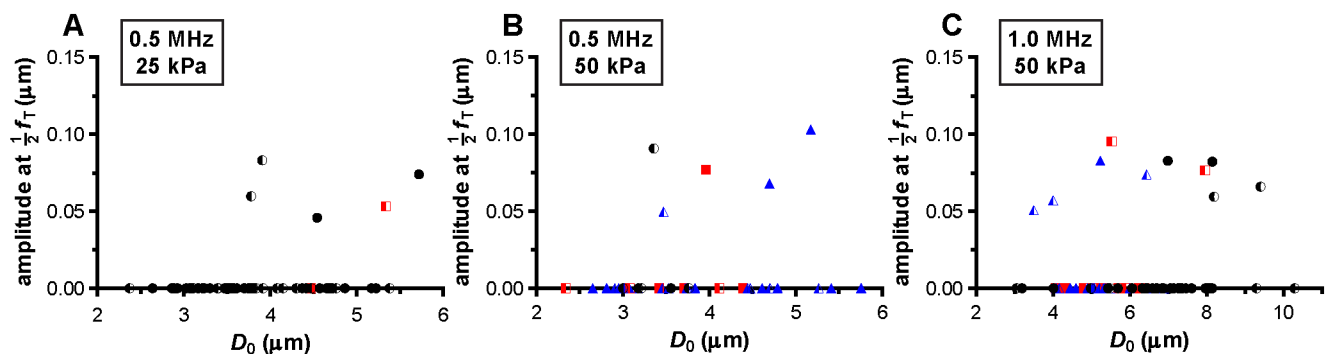 A
0.5 MHz
25 kPa
amplitude at 1/2 fT (μm)
0.15
0.10
0.05
0.00
2 3 4 5 6
D0 (μm)
B
0.5 MHz
50 kPa
amplitude at 1/2 fT (μm)
0.15
0.10
0.05
0.00
2 3 4 5 6
D0 (μm)
C
1.0 MHz
50 kPa
amplitude at 1/2 fT (μm)
0.15
0.10
0.05
0.00
2 4 6 8 10
D0 (μm)